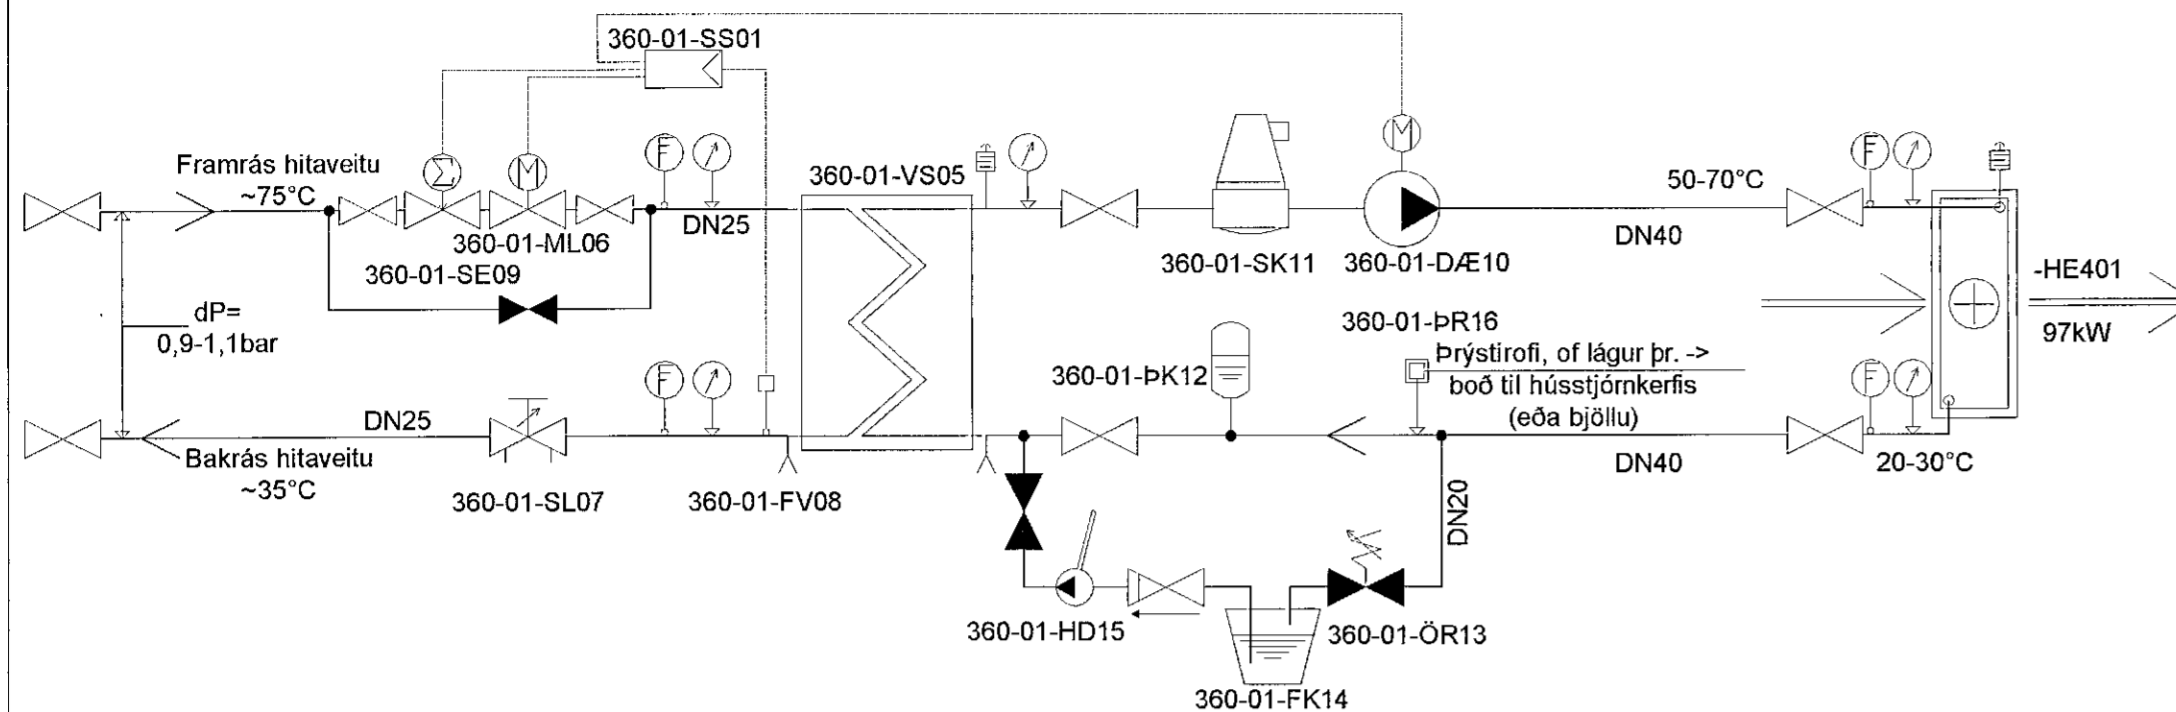 360-01-SS01
Framrás hitaveitu
~75°C
Σ
M
F
360-01-ML06
360-01-SE09
DN25
360-01-VS05
360-01-SK11
M
360-01-DÆ10
50-70°C
DN40
F
-HE401
97kW
dP=
0,9-1,1bar
DN25
Bakrás hitaveitu
~35°C
360-01-SL07
F
360-01-FV08
360-01-ÞK12
360-01-ÞR16
Þrýstirofi, of lágur þr. ->
boð til hússtjórnkerfis
(eða bjöllu)
F
DN40
20-30°C
DN20
360-01-HD15
360-01-ÖR13
360-01-FK14